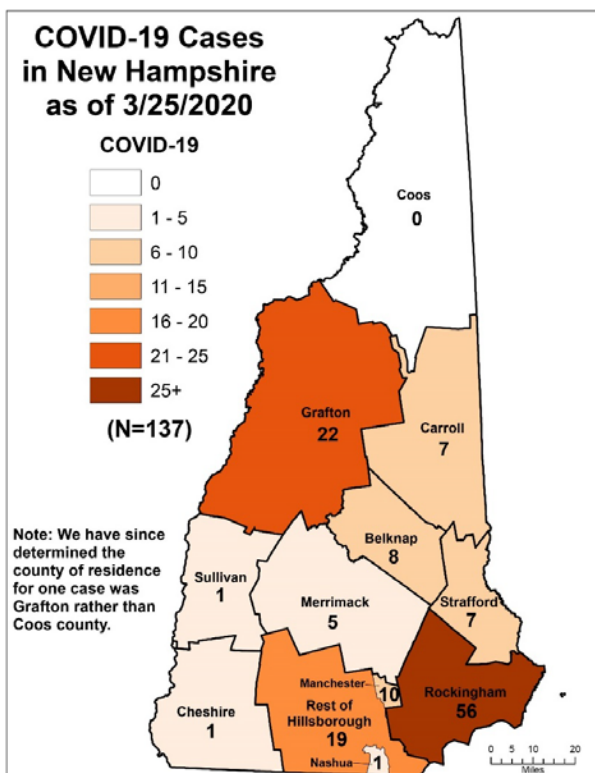 COVID-19 Cases
in New Hampshire
as of 3/25/2020
COVID-19
0
1 - 5
6 - 10
11 - 15
16 - 20
21 - 25
25+
(N=137)
Note: We have since
determined the
county of residence
for one case was
Grafton rather than
Coos county.
Coos
0
Grafton
22
Carroll
7
Belknap
8
Sullivan
1
Merrimack
5
Strafford
7
Manchester
10
Rockingham
56
Cheshire
1
Rest of
Hillsborough
19
Nashua
1
0 5 10 20
Miles